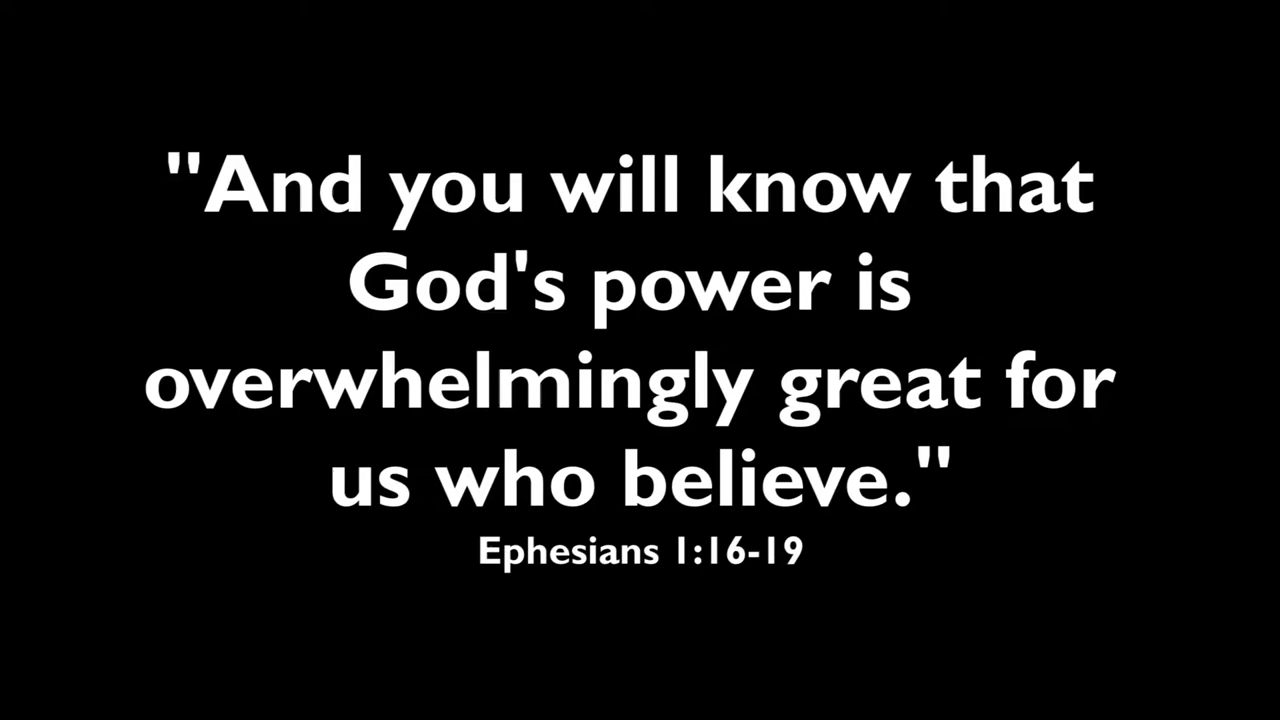 "And you will know that
God's power is
overwhelmingly great for
us who believe."
Ephesians 1:16-19